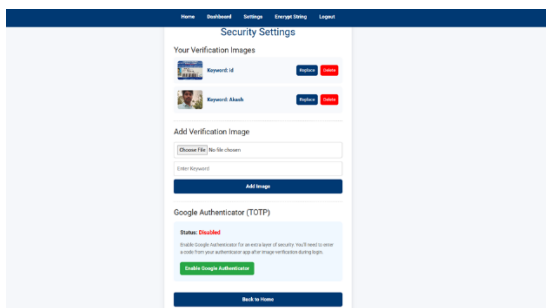 Home Dashboard Settings Encrypt String Logout
Security Settings
Your Verification Images
Keyword: id Replace Delete
Keyword: Akash Replace Delete
Add Verification Image
Choose File No file chosen
Enter Keyword
Add Image
Google Authenticator (TOTP)
Status: Disabled
Enable Google Authenticator for an extra layer of security. You'll need to enter
a code from your authenticator app after image verification during login.
Enable Google Authenticator
Back to Home